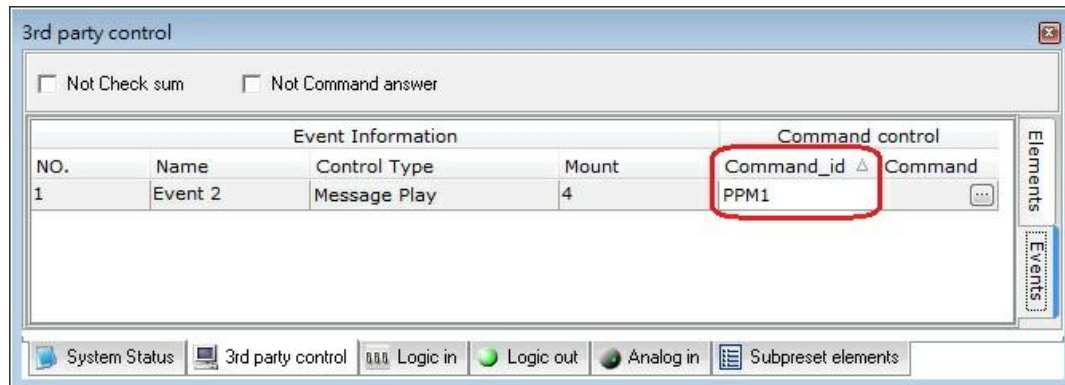 3rd party control
Not Check sum Not Command answer
Event Information Command control
NO. Name Control Type Mount Command_id Command
1 Event 2 Message Play 4 PPM1 ...
Elements
Events
System Status 3rd party control Logic in Logic out Analog in Subpreset elements